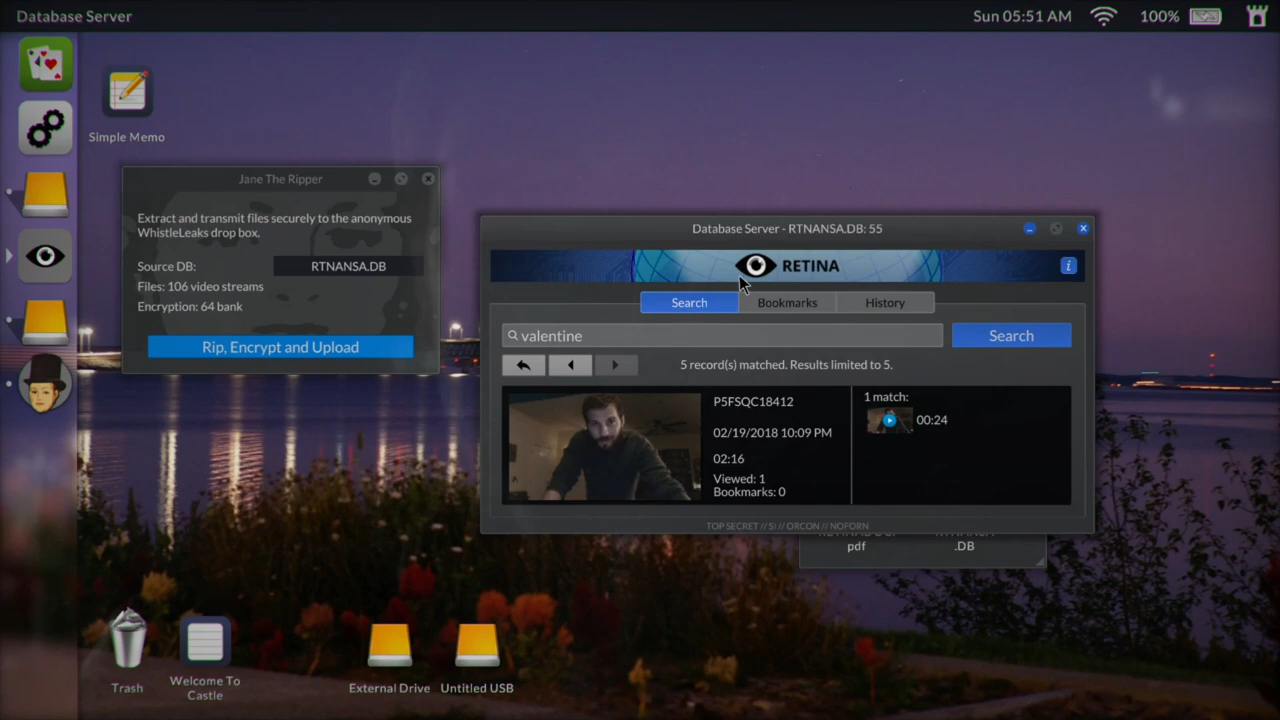 Database Server
Sun 05:51 AM
100%
Simple Memo
Jane The Ripper
Extract and transmit files securely to the anonymous
WhistleLeaks drop box.
Source DB:
RTNANSA.DB
Files: 106 video streams
Encryption: 64 bank
Rip, Encrypt and Upload
Database Server - RTNANSA.DB: 55
RETINA
i
Search
Bookmarks
History
valentine
Search
5 record(s) matched. Results limited to 5.
P5FSQC18412
02/19/2018 10:09 PM
02:16
Viewed: 1
Bookmarks: 0
1 match:
00:24
TOP SECRET // SI // ORCON // NOFORN
pdf
.DB
Trash
Welcome To
Castle
External Drive
Untitled USB